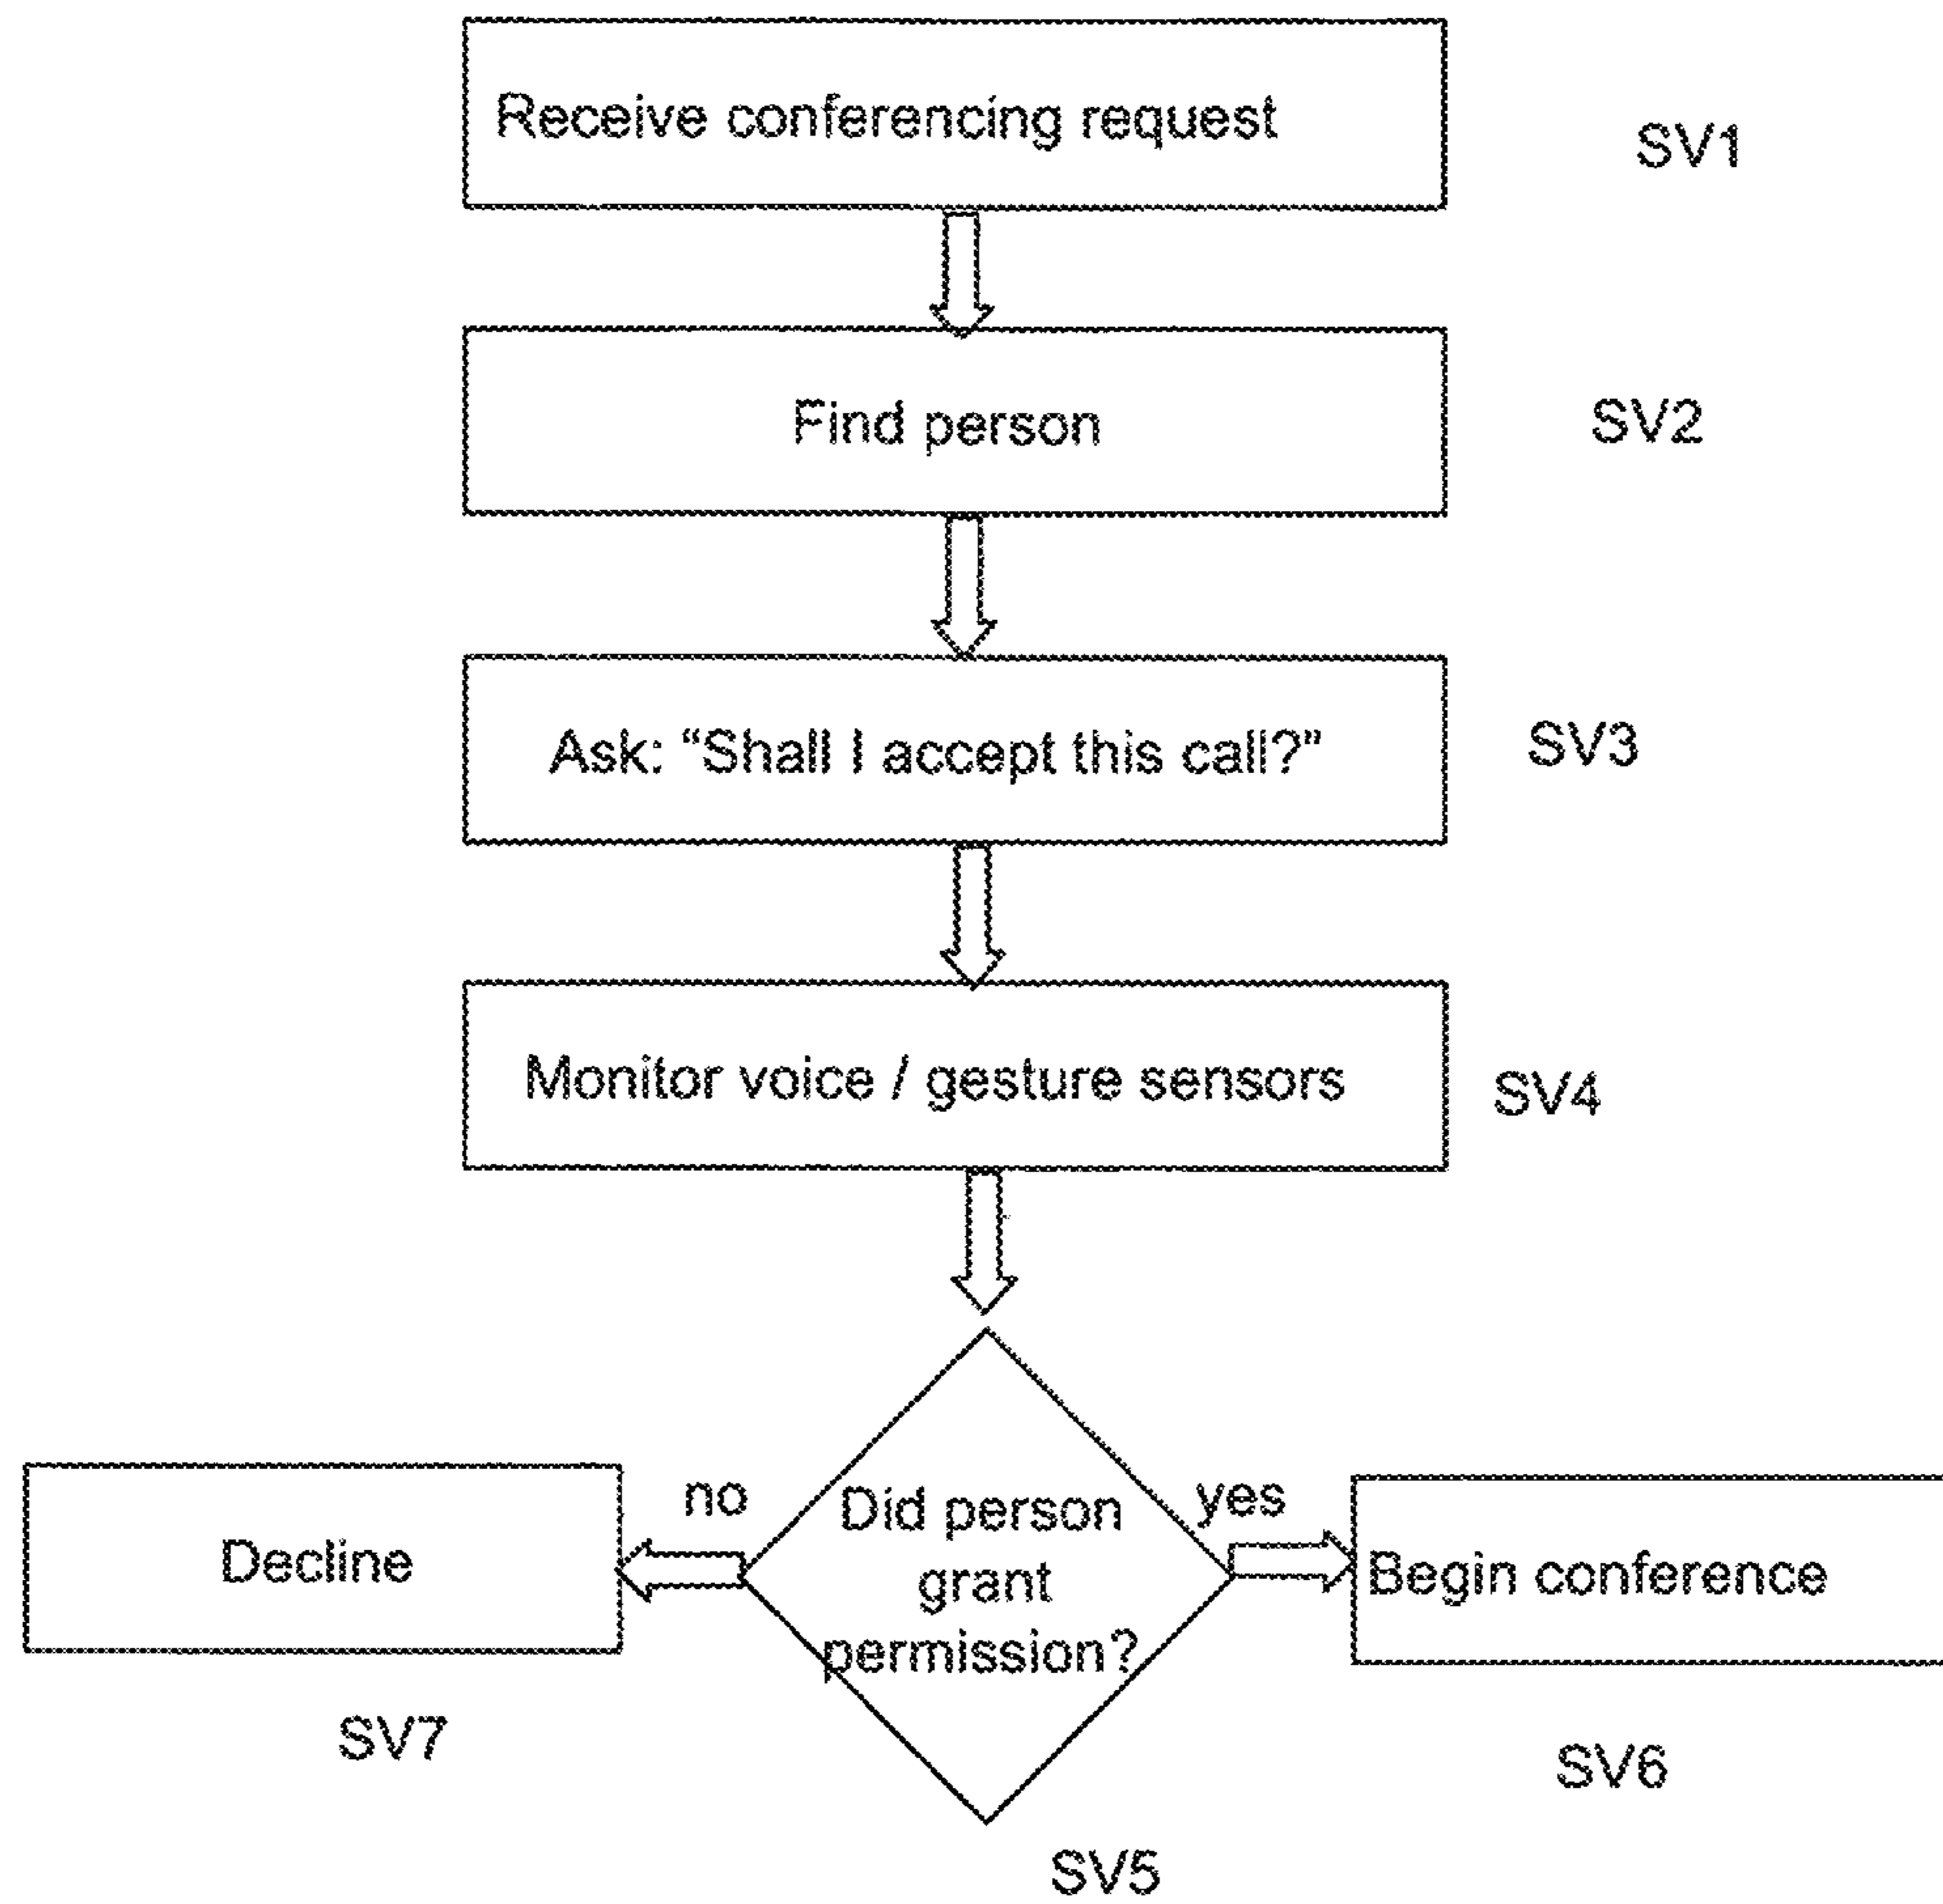 Receive conferencing request
SV1
Find person
SV2
Ask: “Shall I accept this call?”
SV3
Monitor voice / gesture sensors
SV4
no
Did person
grant
permission?
yes
Decline
Begin conference
SV7
SV6
SV5